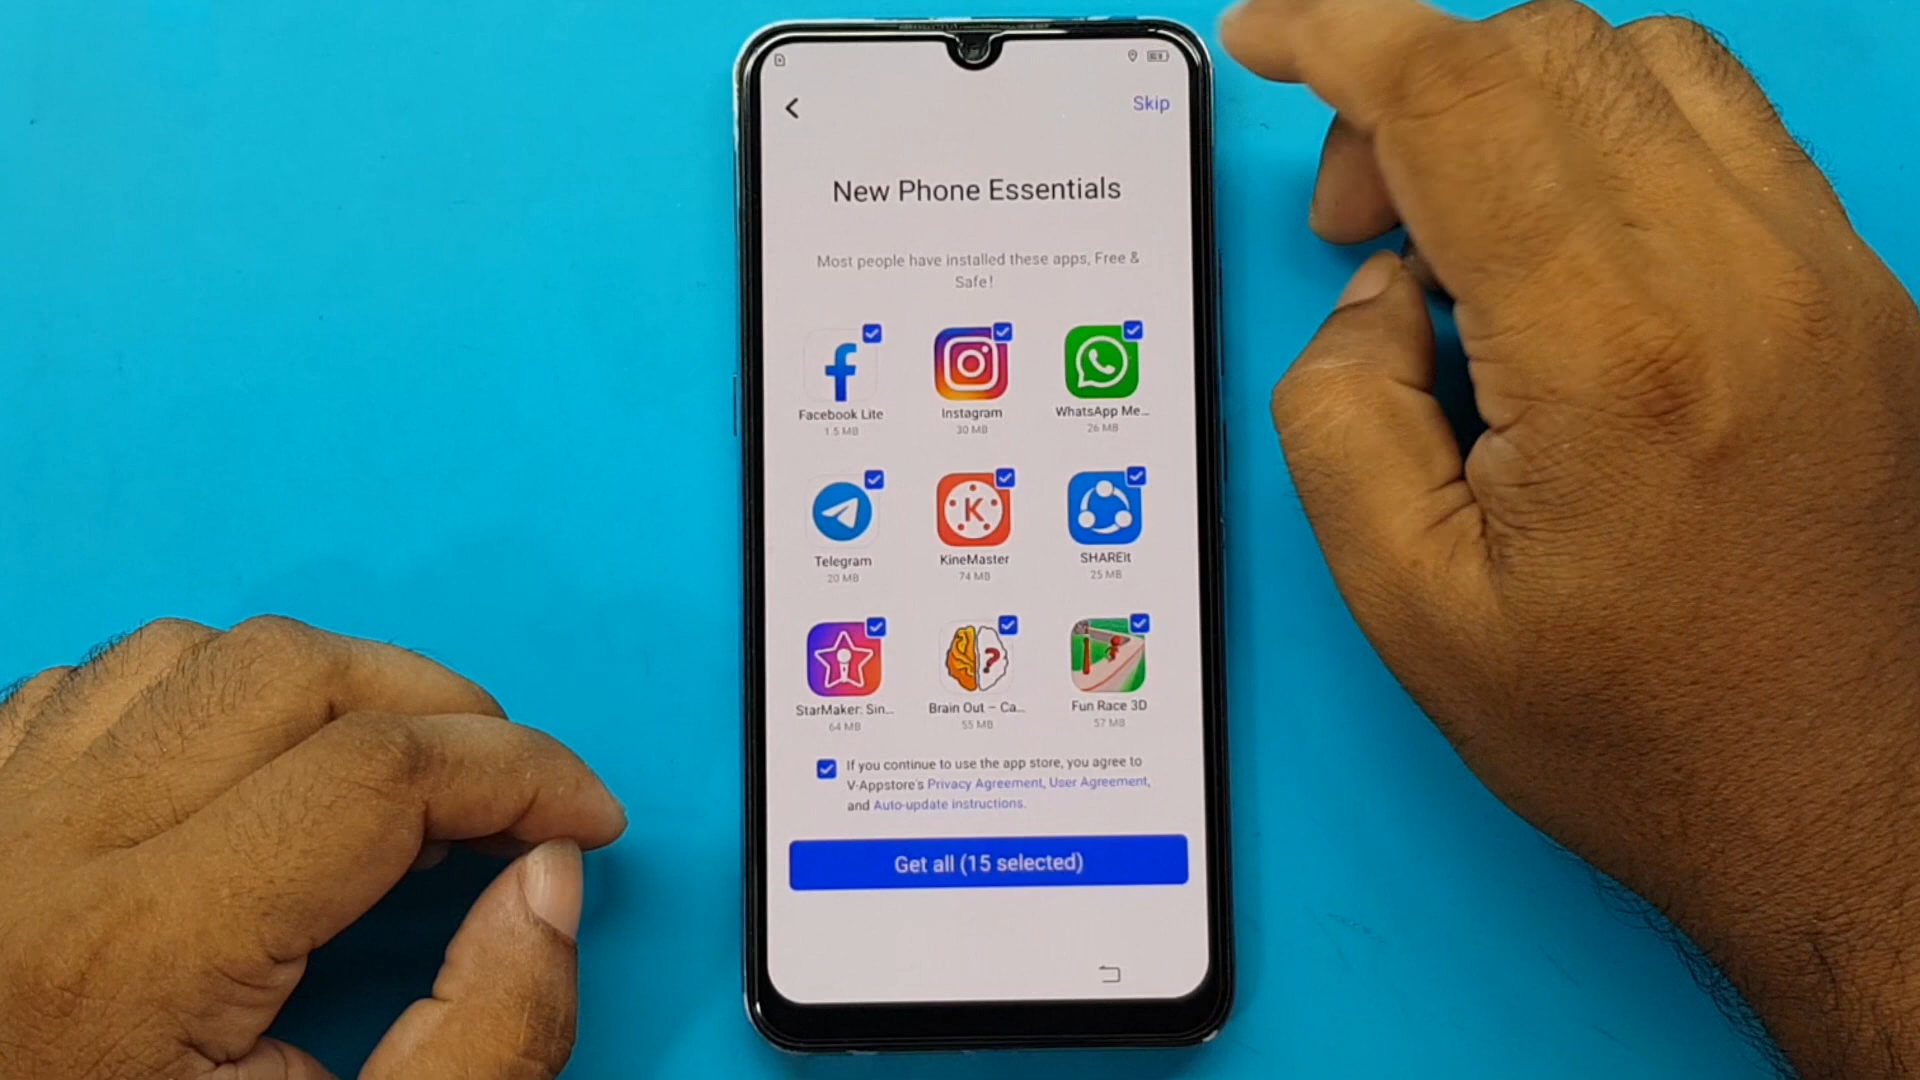 Skip
New Phone Essentials
Most people have installed these apps, Free &
Safe!
Facebook Lite
1.5 MB
Instagram
30 MB
WhatsApp Me...
26 MB
Telegram
20 MB
KineMaster
74 MB
SHAREit
25 MB
StarMaker: Sin...
64 MB
Brain Out – Ca...
55 MB
Fun Race 3D
57 MB
If you continue to use the app store, you agree to
V-Appstore's Privacy Agreement, User Agreement,
and Auto-update instructions.
Get all (15 selected)